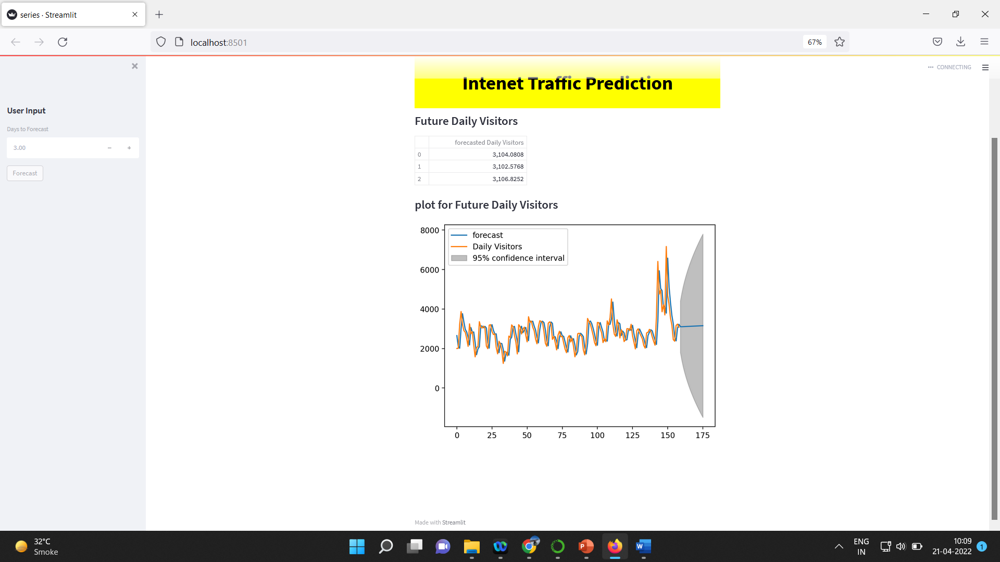 series · Streamlit
localhost:8501
67%
CONNECTING
User Input
Days to Forecast
3.00
Forecast
Intenet Traffic Prediction
Future Daily Visitors
forecasted Daily Visitors
0 3,104.0808
1 3,102.5768
2 3,106.8252
plot for Future Daily Visitors
forecast
Daily Visitors
95% confidence interval
8000
6000
4000
2000
0
0 25 50 75 100 125 150 175
Made with Streamlit
32°C
Smoke
P
W
ENG
IN
10:09
21-04-2022
1